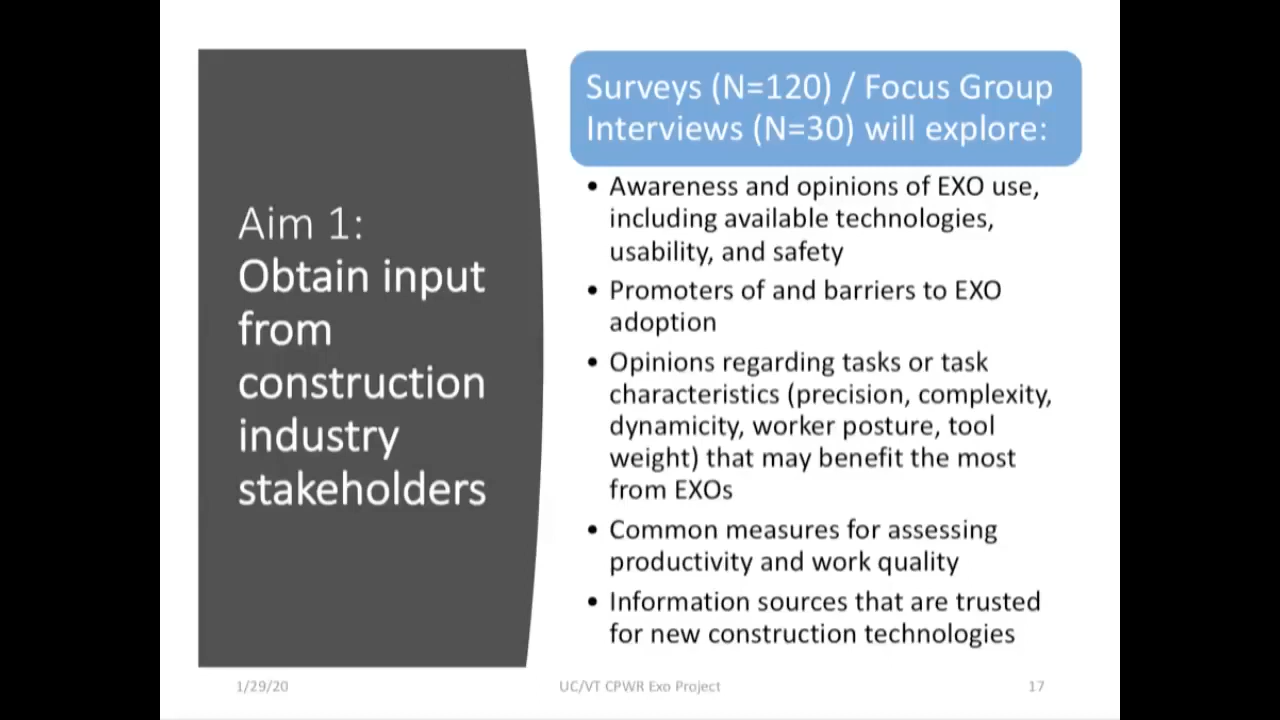 Aim 1:
Obtain input
from
construction
industry
stakeholders
Surveys (N=120) / Focus Group
Interviews (N=30) will explore:
• Awareness and opinions of EXO use,
including available technologies,
usability, and safety
• Promoters of and barriers to EXO
adoption
• Opinions regarding tasks or task
characteristics (precision, complexity,
dynamicity, worker posture, tool
weight) that may benefit the most
from EXOs
• Common measures for assessing
productivity and work quality
• Information sources that are trusted
for new construction technologies
1/29/20
UC/VT CPWR Exo Project
17